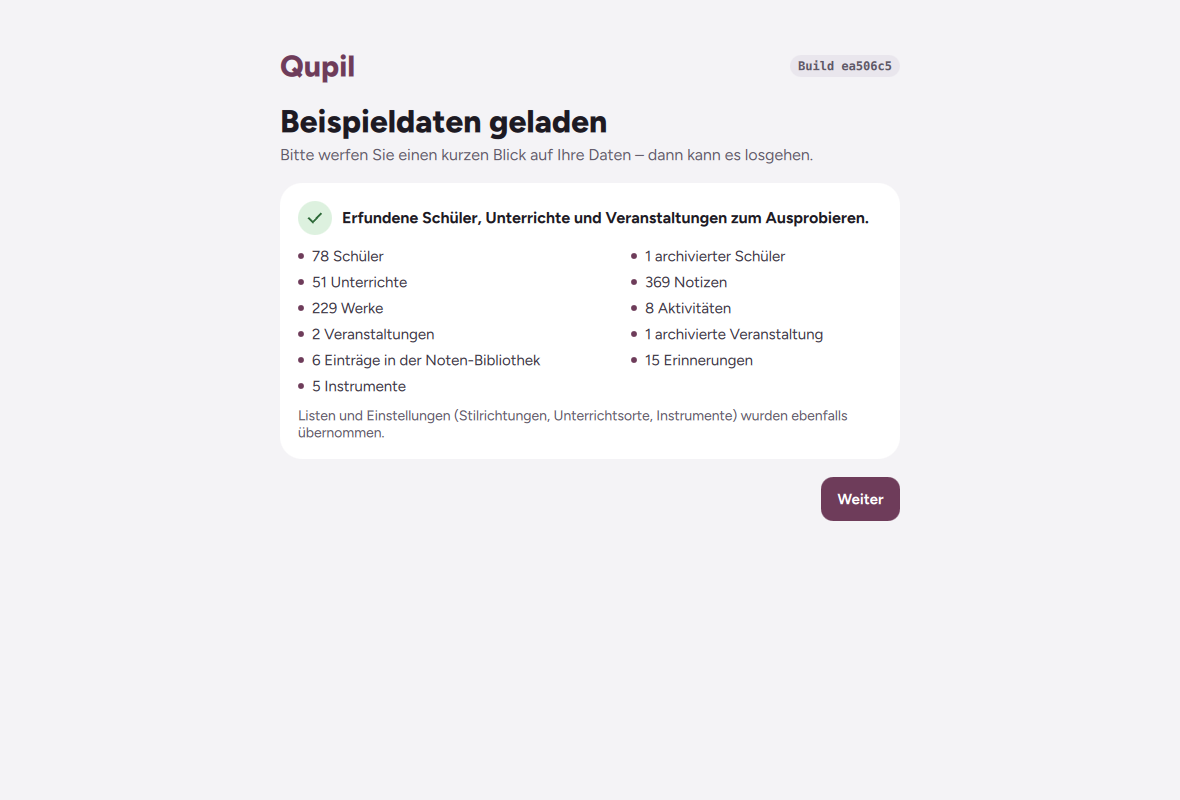 Qupil
Build ea506c5
Beispieldaten geladen
Bitte werfen Sie einen kurzen Blick auf Ihre Daten – dann kann es losgehen.
Erfundene Schüler, Unterrichte und Veranstaltungen zum Ausprobieren.
78 Schüler
1 archivierter Schüler
51 Unterrichte
369 Notizen
229 Werke
8 Aktivitäten
2 Veranstaltungen
1 archivierte Veranstaltung
6 Einträge in der Noten-Bibliothek
15 Erinnerungen
5 Instrumente
Listen und Einstellungen (Stilrichtungen, Unterrichtsorte, Instrumente) wurden ebenfalls
übernommen.
Weiter